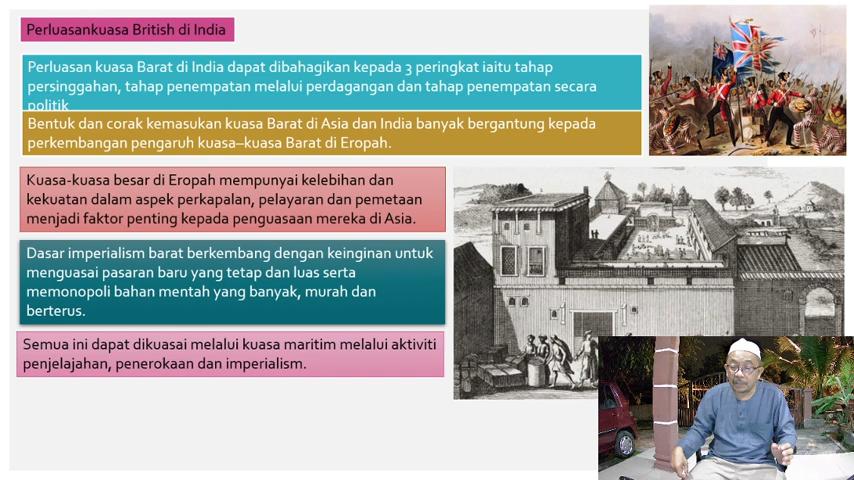 Perluasankuasa British di India
Perluasan kuasa Barat di India dapat dibahagikan kepada 3 peringkat iaitu tahap
persinggahan, tahap penempatan melalui perdagangan dan tahap penempatan secara
politik
Bentuk dan corak kemasukan kuasa Barat di Asia dan India banyak bergantung kepada
perkembangan pengaruh kuasa–kuasa Barat di Eropah.
Kuasa-kuasa besar di Eropah mempunyai kelebihan dan
kekuatan dalam aspek perkapalan, pelayaran dan pemetaan
menjadi faktor penting kepada penguasaan mereka di Asia.
Dasar imperialism barat berkembang dengan keinginan untuk
menguasai pasaran baru yang tetap dan luas serta
memonopoli bahan mentah yang banyak, murah dan
berterus.
Semua ini dapat dikuasai melalui kuasa maritim melalui aktiviti
penjelajahan, penerokaan dan imperialism.